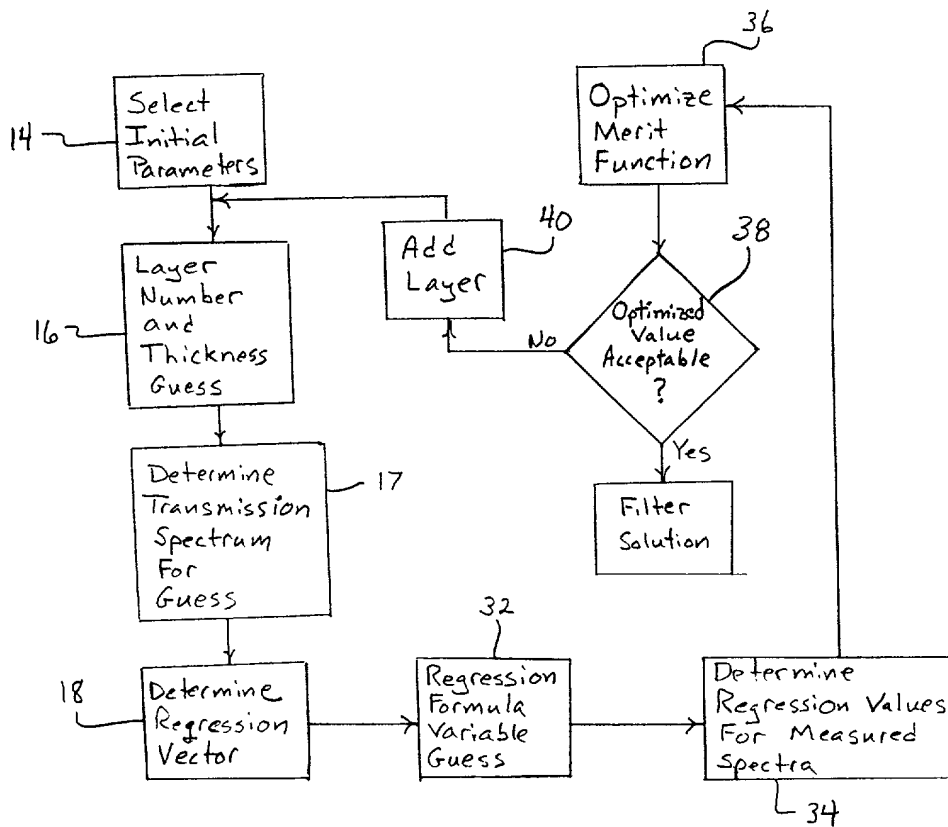 14
Select
Initial
Parameters
16
Layer
Number
and
Thickness
Guess
17
Determine
Transmission
Spectrum
For
Guess
18
Determine
Regression
Vector
32
Regression
Formula
Variable
Guess
Determine
Regression Values
For Measured
Spectra
34
36
Optimize
Merit
Function
38
Optimized
Value
Acceptable
?
No
40
Add
Layer
Yes
Filter
Solution